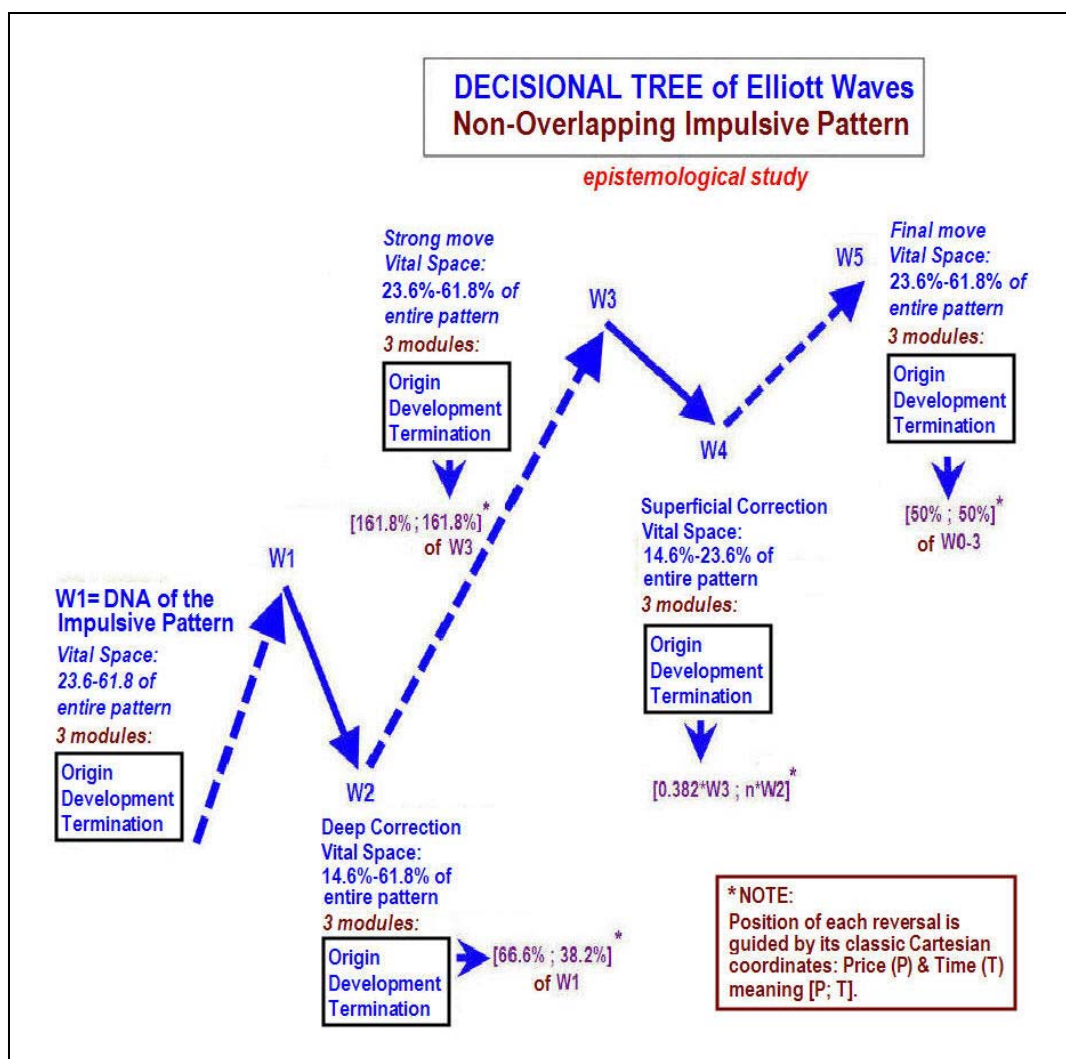 DECISIONAL TREE of Elliott Waves
Non-Overlapping Impulsive Pattern
epistemological study
Strong move
Vital Space:
23.6%-61.8% of
entire pattern
3 modules:
Origin
Development
Termination
[161.8% ; 161.8%]*
of W3
W3
W5
Final move
Vital Space:
23.6%-61.8% of
entire pattern
3 modules:
Origin
Development
Termination
[50% ; 50%]*
of W0-3
W4
Superficial Correction
Vital Space:
14.6%-23.6% of
entire pattern
3 modules:
Origin
Development
Termination
[0.382*W3 ; n*W2]*
W1
W1= DNA of the
Impulsive Pattern
Vital Space:
23.6-61.8 of
entire pattern
3 modules:
Origin
Development
Termination
W2
Deep Correction
Vital Space:
14.6%-61.8% of
entire pattern
3 modules:
Origin
Development
Termination
[66.6% ; 38.2%]*
of W1
* NOTE:
Position of each reversal is
guided by its classic Cartesian
coordinates: Price (P) & Time (T)
meaning [P; T].